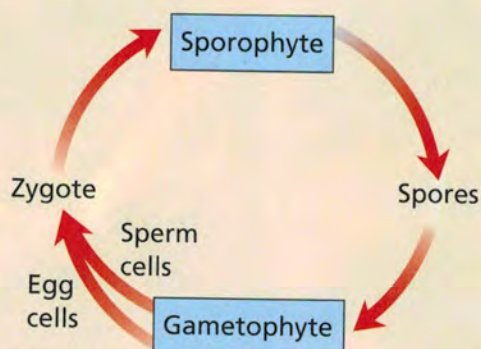 Sporophyte
Zygote
Spores
Sperm
cells
Egg
cells
Gametophyte